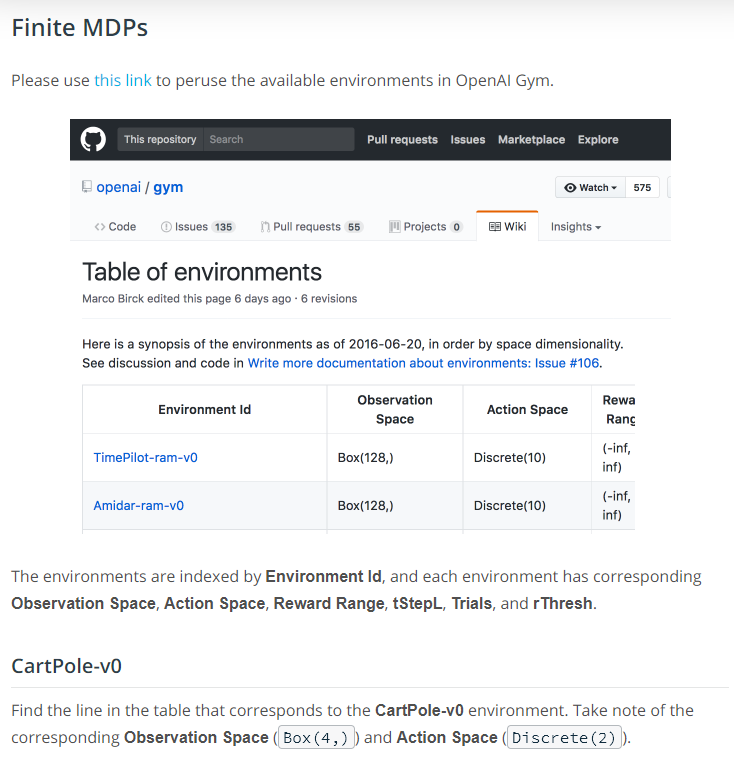 Finite MDPs
Please use this link to peruse the available environments in OpenAI Gym.
This repository Search Pull requests Issues Marketplace Explore
openai / gym Watch 575
Code Issues 135 Pull requests 55 Projects 0 Wiki Insights
Table of environments
Marco Birck edited this page 6 days ago · 6 revisions
Here is a synopsis of the environments as of 2016-06-20, in order by space dimensionality.
See discussion and code in Write more documentation about environments: Issue #106.
Environment Id Observation Space Action Space Rewa Rang
TimePilot-ram-v0 Box(128,) Discrete(10) (-inf, inf)
Amidar-ram-v0 Box(128,) Discrete(10) (-inf, inf)
The environments are indexed by Environment Id, and each environment has corresponding
Observation Space, Action Space, Reward Range, tStepL, Trials, and rThresh.
CartPole-v0
Find the line in the table that corresponds to the CartPole-v0 environment. Take note of the
corresponding Observation Space (Box(4,)) and Action Space (Discrete(2)).